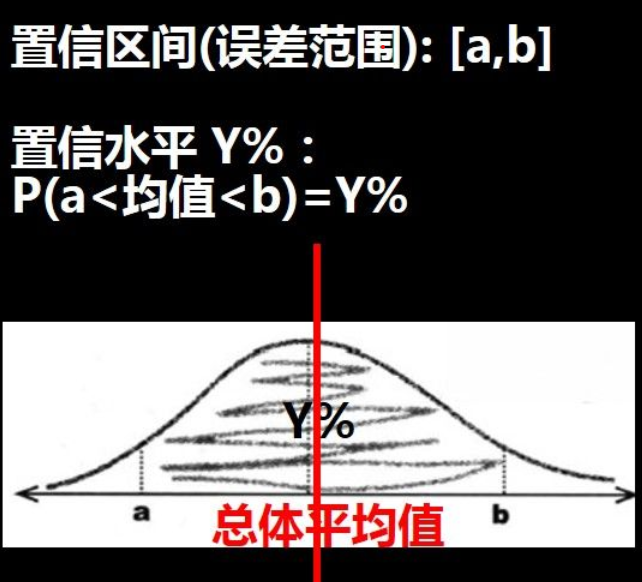 置信区间(误差范围): [a,b]
置信水平 Y% :
P(a<均值<b)=Y%
Y%
a
b
总体平均值